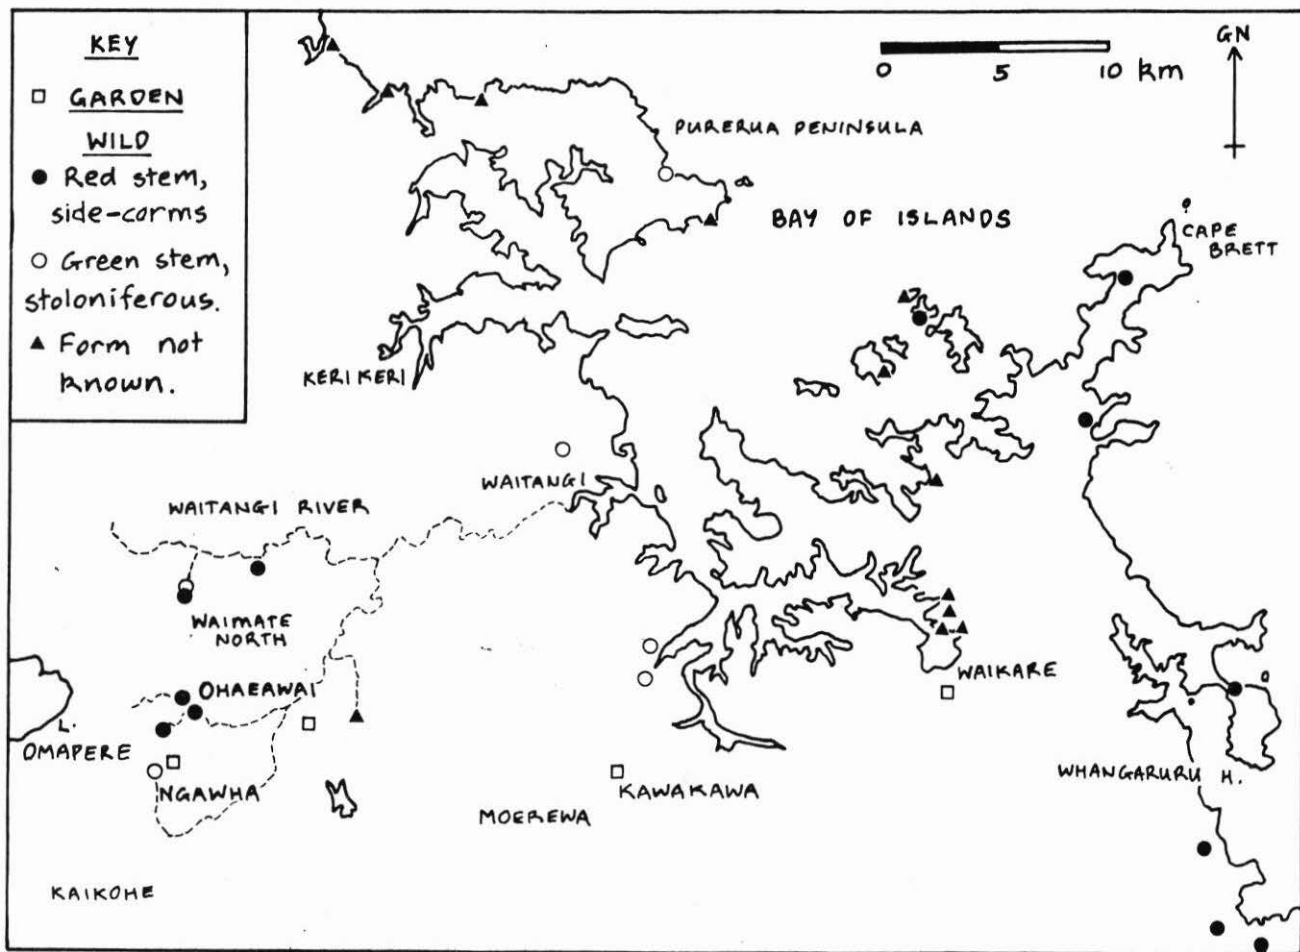 KEY
GARDEN
WILD
Red stem,
side-corms
Green stem,
stoloniferous.
Form not
known.
0 5 10 km
GN
PURERUA PENINSULA
BAY OF ISLANDS
CAPE
BRETT
KERIKERI
WAITANGI
WAITANGI RIVER
WAIMATE
NORTH
OHAEAWAI
L.
OMAPERE
NGAWHA
WAIKARE
KAWAKAWA
MOEREWA
WHANGARURU H.
KAIKOHE